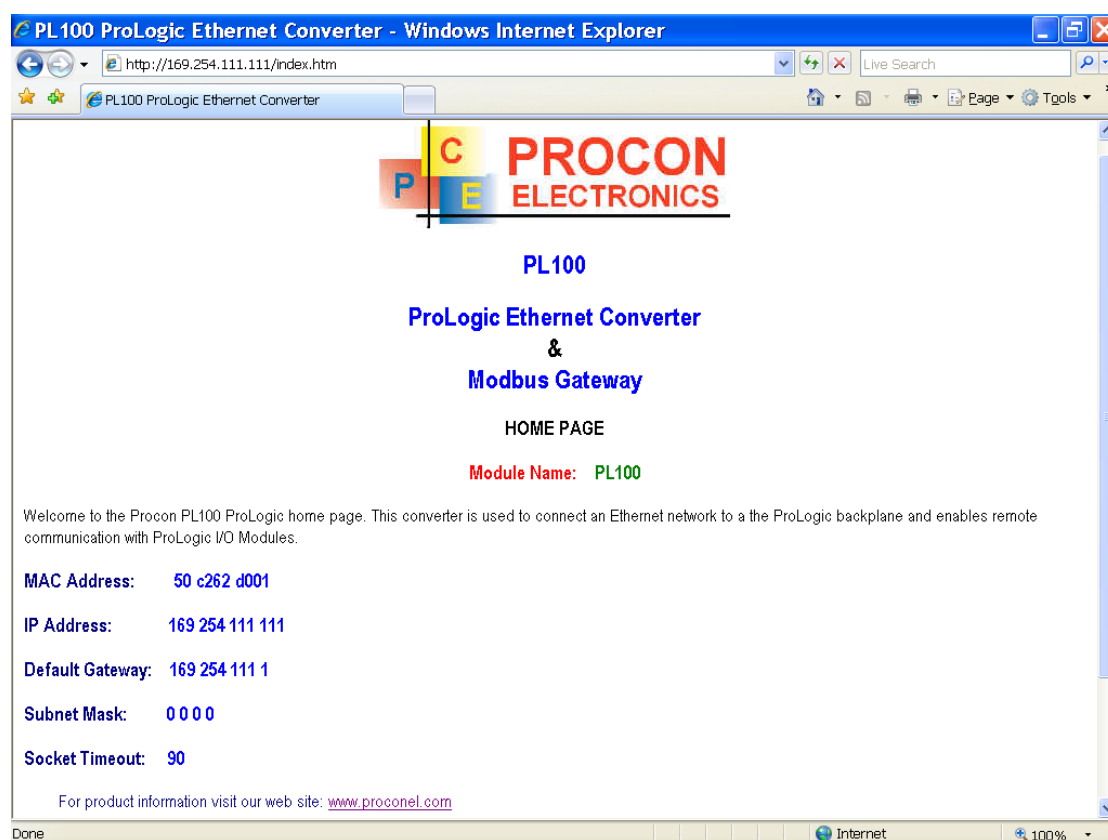 PL100 ProLogic Ethernet Converter - Windows Internet Explorer
http://169.254.111.111/index.htm
Live Search
PL100 ProLogic Ethernet Converter
Page
Tools
P
C
E
PROCON
ELECTRONICS
PL100
ProLogic Ethernet Converter
&
Modbus Gateway
HOME PAGE
Module Name: PL100
Welcome to the Procon PL100 ProLogic home page. This converter is used to connect an Ethernet network to a the ProLogic backplane and enables remote
communication with ProLogic I/O Modules.
MAC Address: 50 c262 d001
IP Address: 169 254 111 111
Default Gateway: 169 254 111 1
Subnet Mask: 0 0 0 0
Socket Timeout: 90
For product information visit our web site: www.proconel.com
Done
Internet
100%